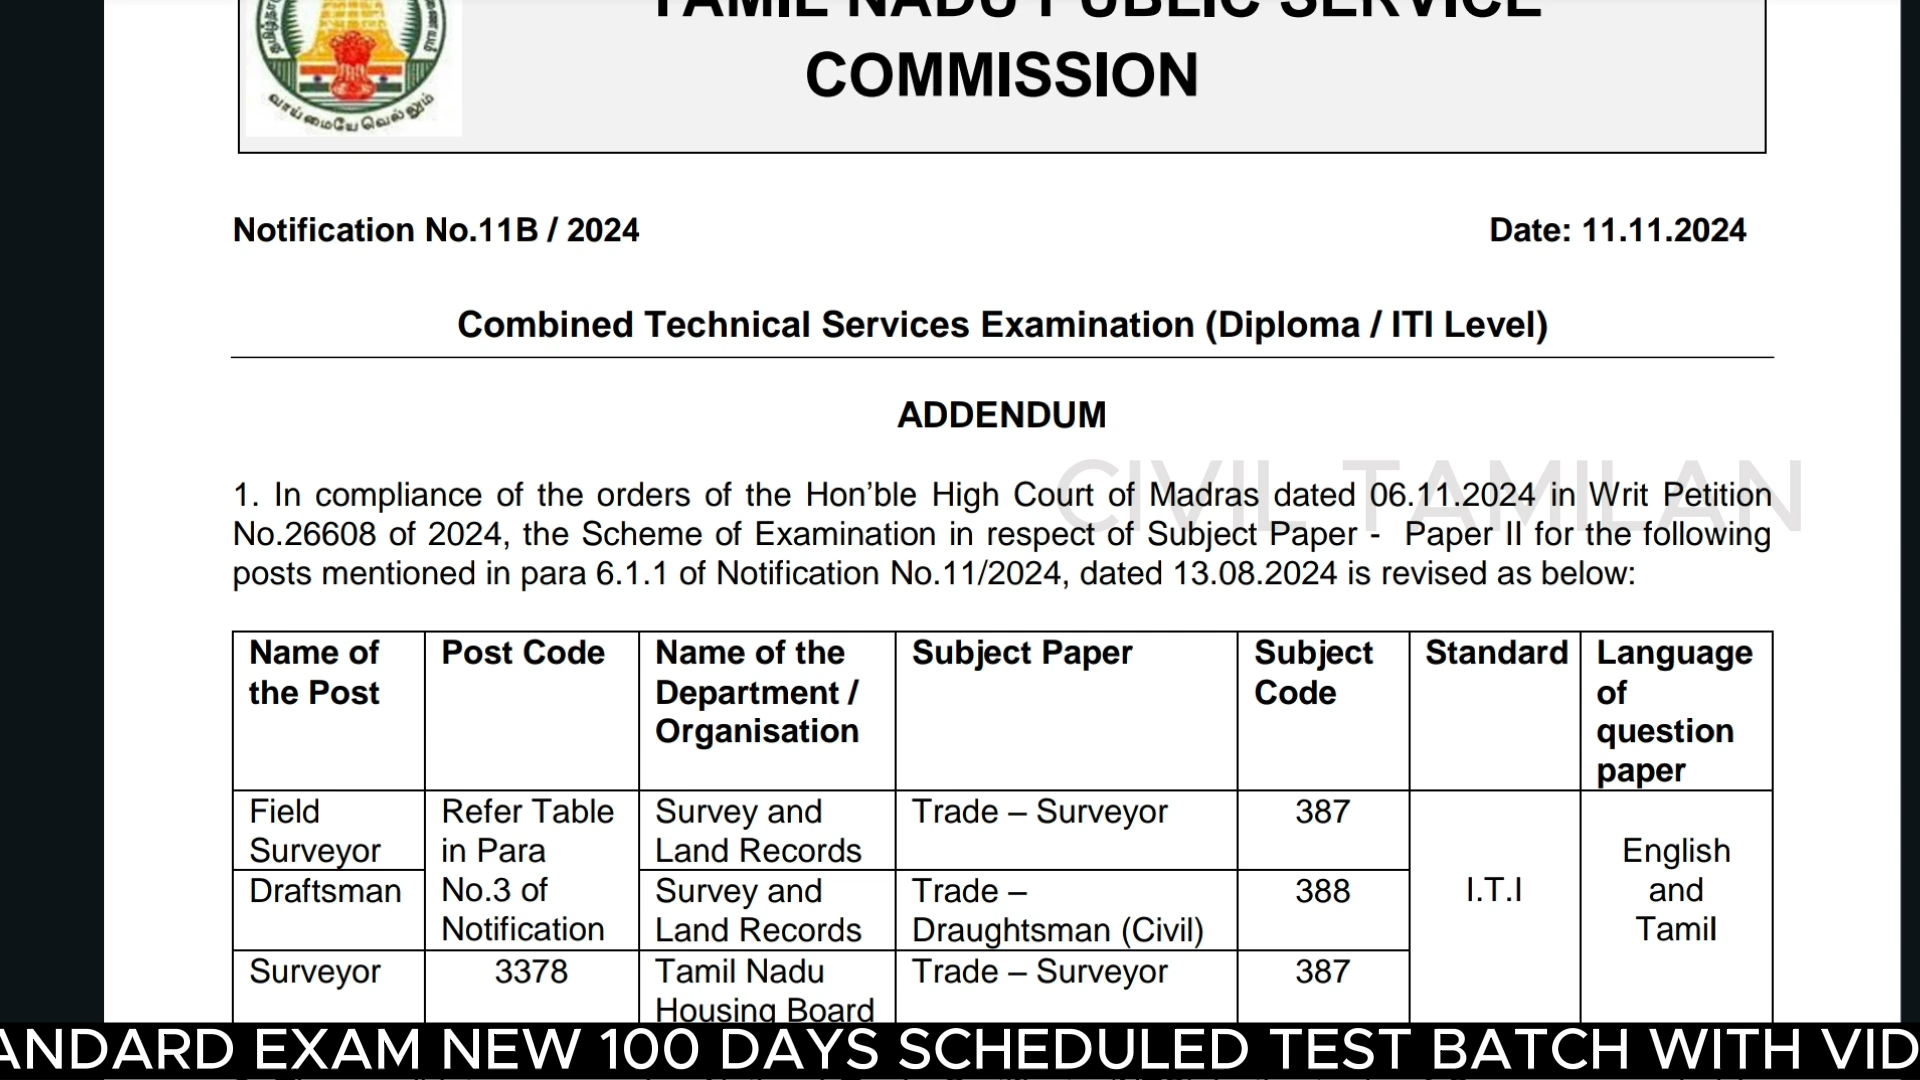 TAMIL NADU PUBLIC SERVICE
COMMISSION
வாய்மையே வெல்லும்
Notification No.11B / 2024
Date: 11.11.2024
Combined Technical Services Examination (Diploma / ITI Level)
ADDENDUM
CIVIL TAMILAN
1. In compliance of the orders of the Hon’ble High Court of Madras dated 06.11.2024 in Writ Petition
No.26608 of 2024, the Scheme of Examination in respect of Subject Paper - Paper II for the following
posts mentioned in para 6.1.1 of Notification No.11/2024, dated 13.08.2024 is revised as below:
Name of
the Post
Post Code
Name of the
Department /
Organisation
Subject Paper
Subject
Code
Standard
Language
of
question
paper
Field
Surveyor
Refer Table
in Para
No.3 of
Notification
Survey and
Land Records
Trade – Surveyor
387
I.T.I
English
and
Tamil
Draftsman
Survey and
Land Records
Trade –
Draughtsman (Civil)
388
Surveyor
3378
Tamil Nadu
Housing Board
Trade – Surveyor
387
ANDARD EXAM NEW 100 DAYS SCHEDULED TEST BATCH WITH VID